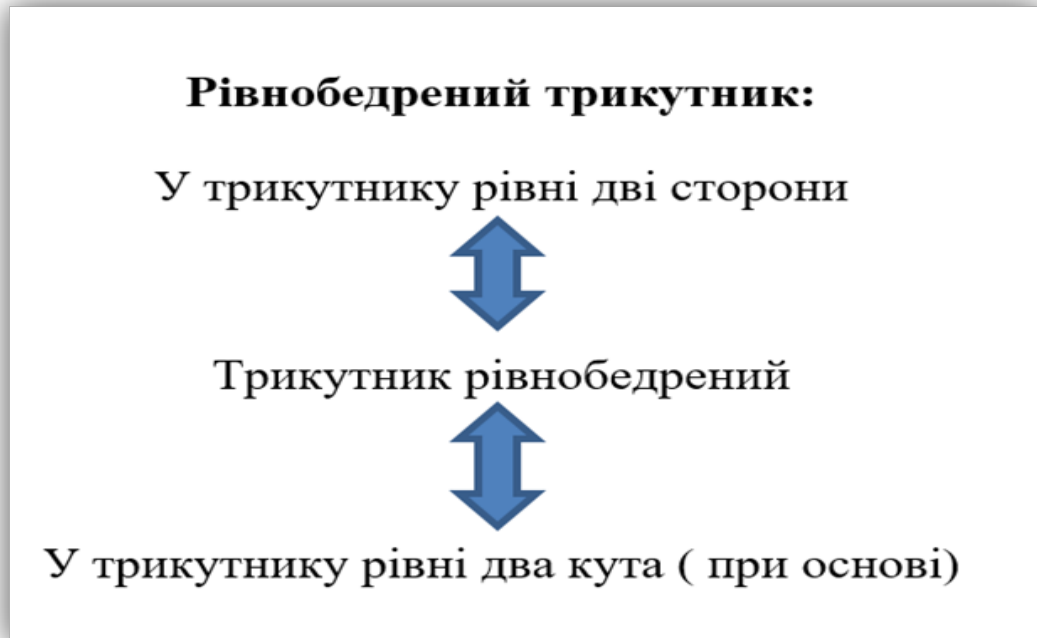 Рівнобедрений трикутник:
У трикутнику рівні дві сторони
Трикутник рівнобедрений
У трикутнику рівні два кута ( при основі)